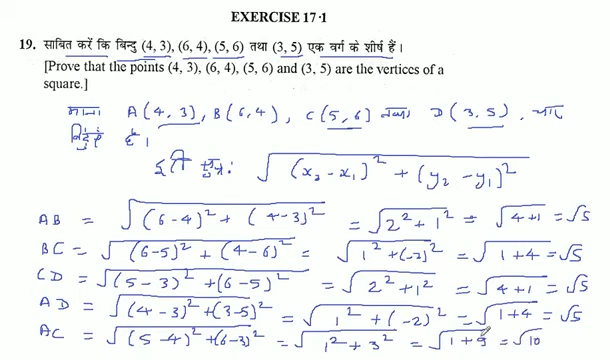 EXERCISE 17·1
19. साबित करें कि बिन्दु (4, 3), (6, 4), (5, 6) तथा (3, 5) एक वर्ग के शीर्ष हैं।
[Prove that the points (4, 3), (6, 4), (5, 6) and (3, 5) are the vertices of a
square.]
माना A(4, 3), B(6, 4), C(5, 6) तथा D(3, 5), चार
बिंदुएँ हैं।
दूरी सूत्र: √(x₂ - x₁)² + (y₂ - y₁)²
AB = √(6-4)² + (4-3)² = √2² + 1² = √4+1 = √5
BC = √(6-5)² + (4-6)² = √1² + (-2)² = √1+4 = √5
CD = √(5-3)² + (6-5)² = √2² + 1² = √4+1 = √5
AD = √(4-3)² + (3-5)² = √1² + (-2)² = √1+4 = √5
AC = √(5-4)² + (6-3)² = √1² + 3² = √1+9 = √10